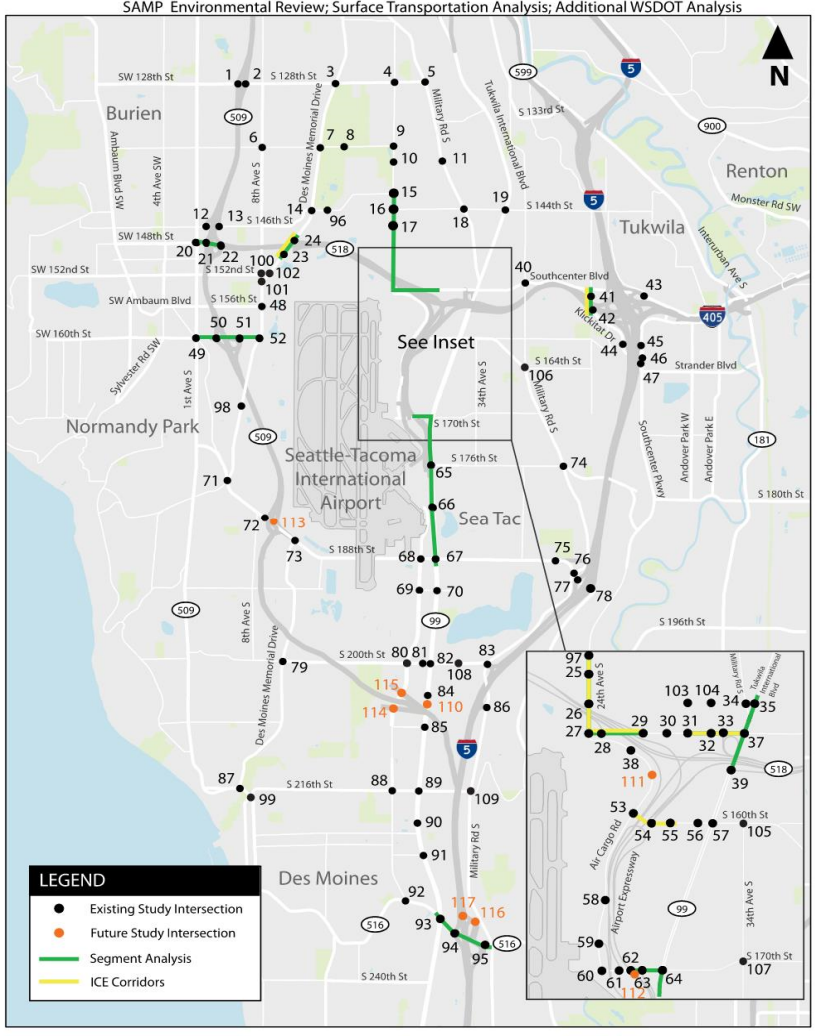 SAMP Environmental Review; Surface Transportation Analysis; Additional WSDOT Analysis
N
SW 128th St
1 2
S 128th St
3
4
5
599
5
Burien
509
Military Rd S
Tukwila International Blvd
S 133rd St
900
Ambaum Blvd SW
4th Ave SW
6
8th Ave S
Des Moines Memorial Drive
7
8
9
10
11
Renton
Monster Rd SW
15
16
17
18
19
S 144th St
5
12
13
S 146th St
14
96
Tukwila
Interurban Ave S
SW 148th St
20
21
22
24
23
518
SW 152nd St
S 152nd St
100
102
101
40
Southcenter Blvd
41
42
43
405
SW Ambaum Blvd
S 156th St
48
Klickitat Dr
44
45
46
47
Strander Blvd
SW 160th St
49
50
51
52
See Inset
S 164th St
106
Sylvester Rd SW
1st Ave S
34th Ave S
Military Rd S
98
Normandy Park
509
S 170th St
181
Southcenter Pkwy
Andover Park W
Andover Park E
Seattle-Tacoma
International
Airport
65
S 176th St
74
71
66
Sea Tac
S 180th St
72
113
73
S 188th St
68
67
75
76
77
78
69
70
99
509
8th Ave S
S 196th St
Des Moines Memorial Drive
79
S 200th St
80
81
82
108
83
115
114
84
110
85
86
5
87
99
S 216th St
88
89
109
90
91
Military Rd S
Des Moines
92
516
93
94
95
117
116
516
S 240th St
97
25
24th Ave S
26
27
28
29
30
31
32
33
103
104
34
35
Military Rd S
Tukwila International Blvd
37
38
111
39
518
53
54
55
56
57
S 160th St
105
Air Cargo Rd
Airport Expressway
58
59
99
34th Ave S
60
61
62
63
64
112
S 170th St
107
LEGEND
Existing Study Intersection
Future Study Intersection
Segment Analysis
ICE Corridors